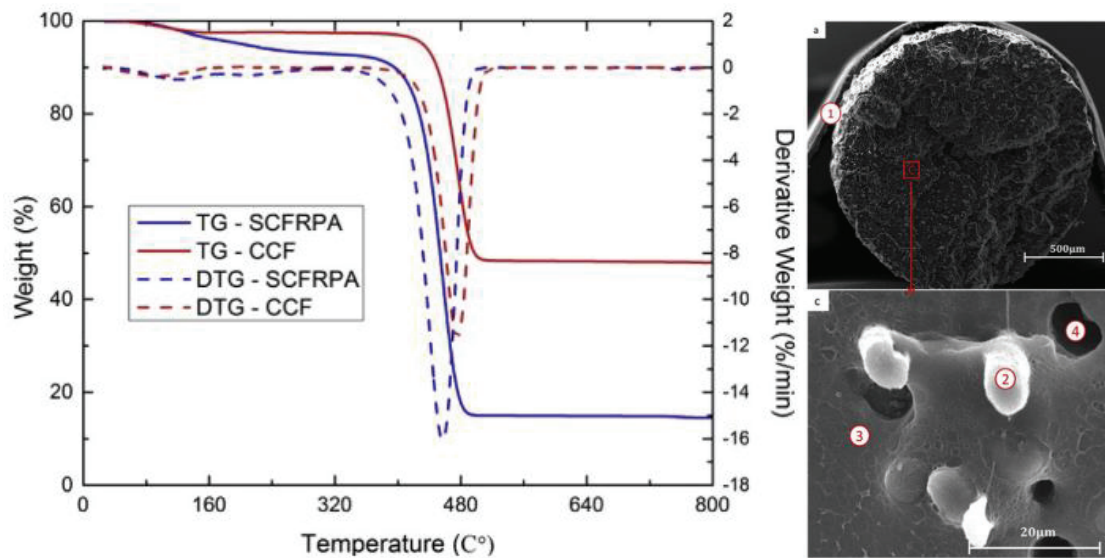 100
80
60
40
20
0
Weight (%)
TG - SCFRPA
TG - CCF
DTG - SCFRPA
DTG - CCF
0 160 320 480 640 800
Temperature (C°)
2
0
-2
-4
-6
-8
-10
-12
-14
-16
-18
Derivative Weight (%/min)
a
1
500µm
c
4
2
3
20µm